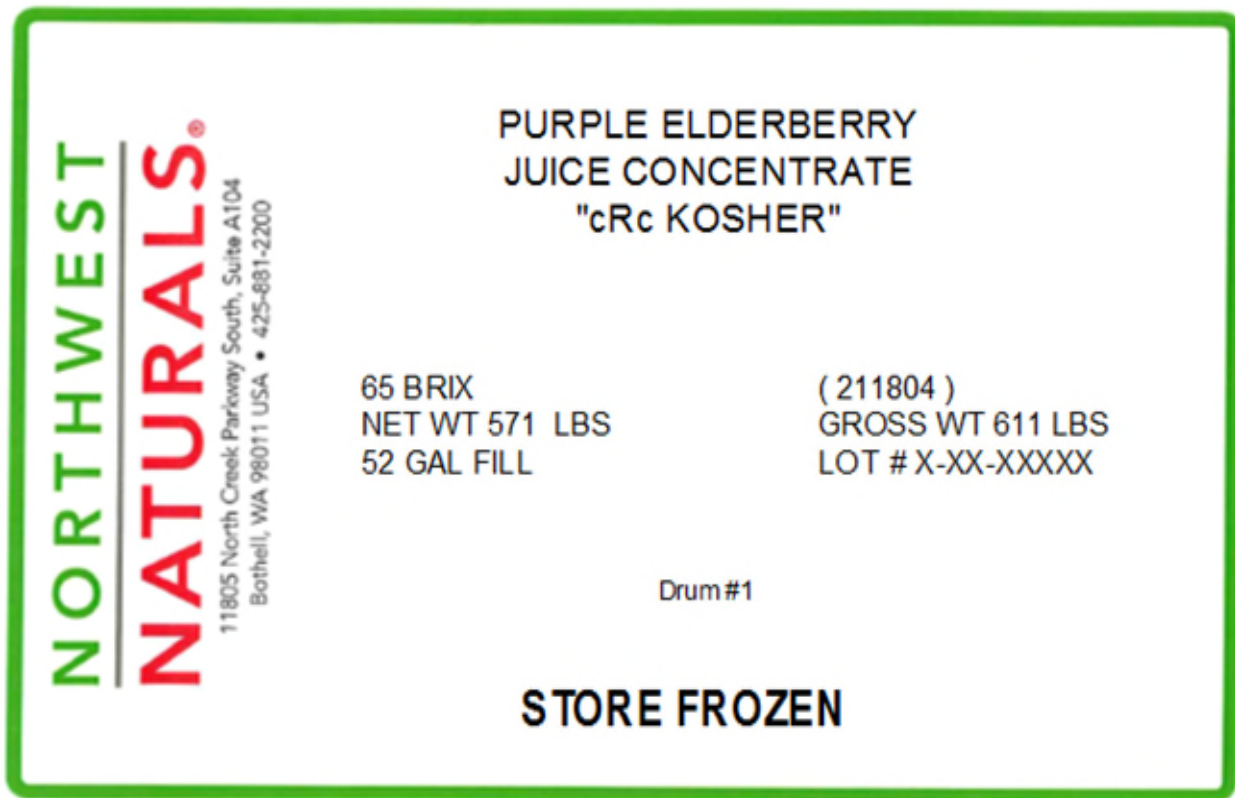 NORTHWEST
NATURALS®
11805 North Creek Parkway South, Suite A104
Bothell, WA 98011 USA • 425-881-2200
PURPLE ELDERBERRY
JUICE CONCENTRATE
"cRc KOSHER"
65 BRIX
NET WT 571 LBS
52 GAL FILL
( 211804 )
GROSS WT 611 LBS
LOT # X-XX-XXXXX
Drum #1
STORE FROZEN